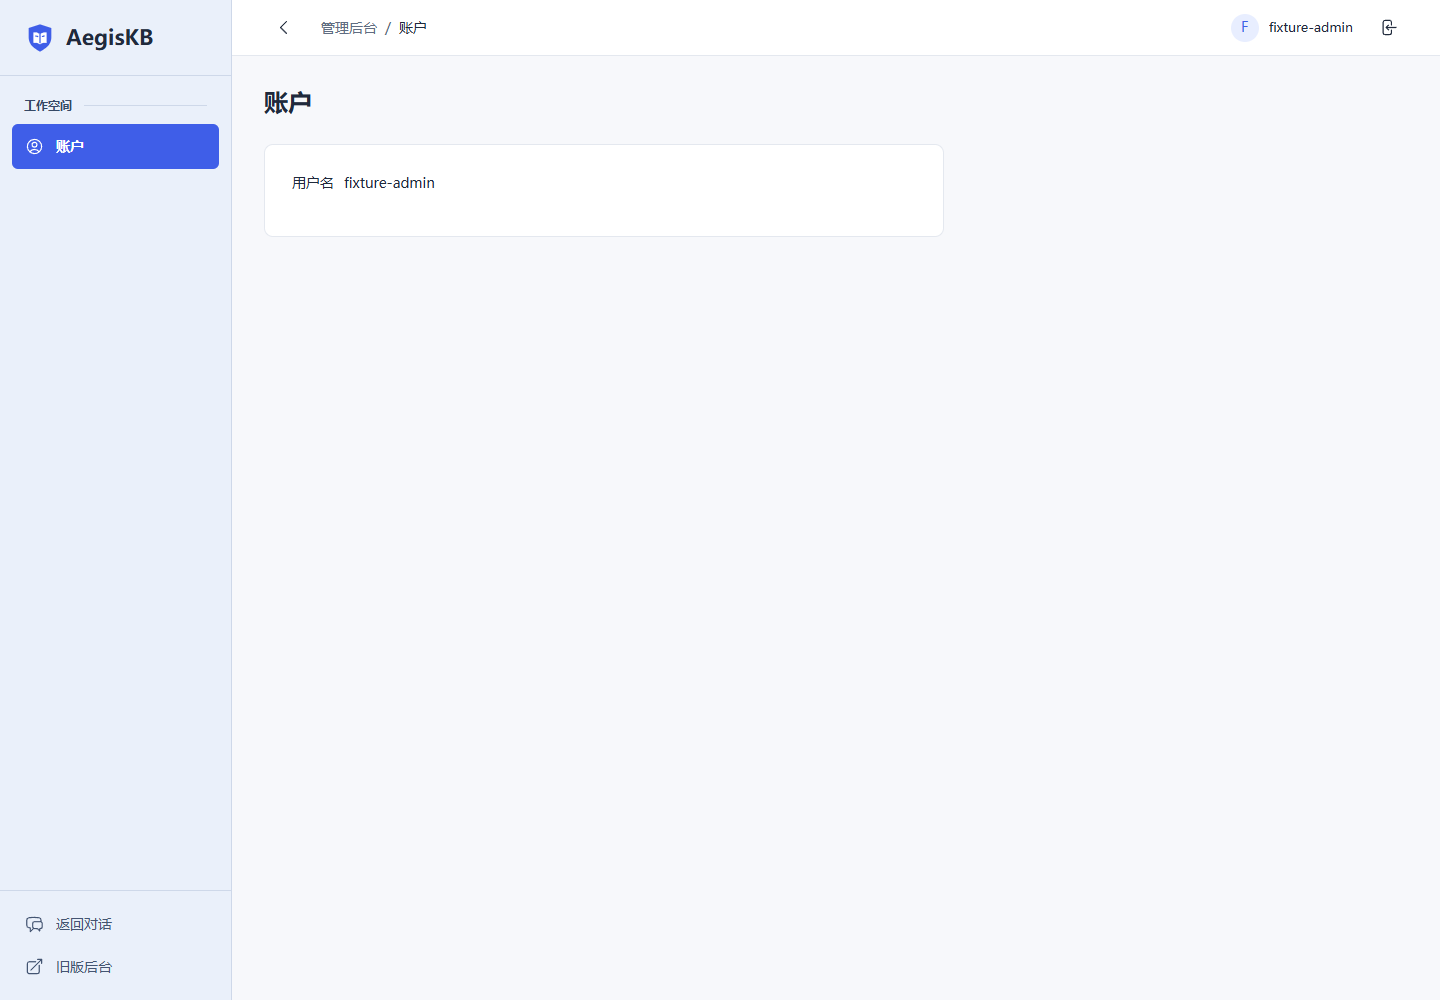 AegisKB
工作空间
账户
返回对话
旧版后台
管理后台 / 账户
F fixture-admin
账户
用户名 fixture-admin